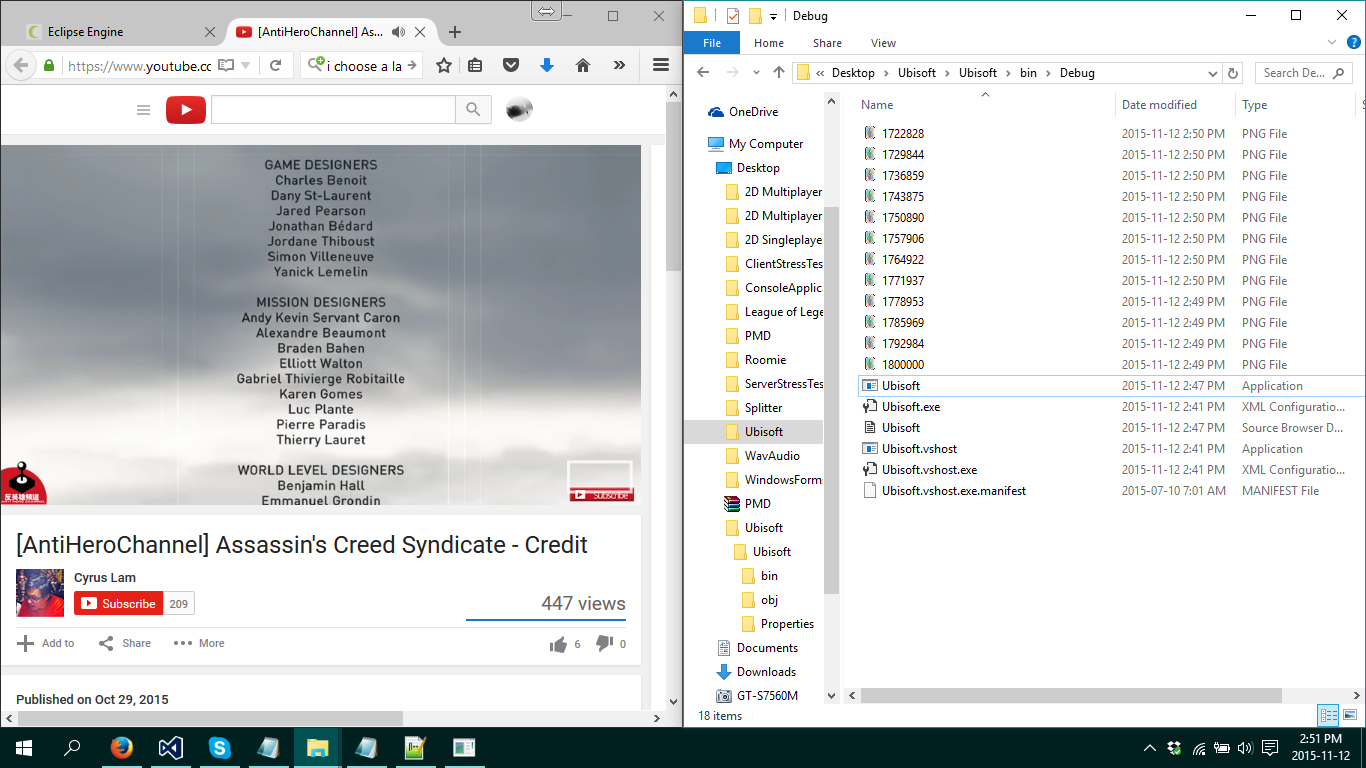 Eclipse Engine
[AntiHeroChannel] As...
https://www.youtube.co
i choose a la
GAME DESIGNERS
Charles Benoit
Dany St-Laurent
Jared Pearson
Jonathan Bédard
Jordane Thiboust
Simon Villeneuve
Yanick Lemelin
MISSION DESIGNERS
Andy Kevin Servant Caron
Alexandre Beaumont
Braden Bahen
Elliott Walton
Gabriel Thivierge Robitaille
Karen Gomes
Luc Plante
Pierre Paradis
Thierry Lauret
WORLD LEVEL DESIGNERS
Benjamin Hall
Emmanuel Grondin
反英雄頻道
Subscribe
[AntiHeroChannel] Assassin's Creed Syndicate - Credit
Cyrus Lam
Subscribe 209
447 views
Add to Share More 6 0
Published on Oct 29, 2015
Debug
File Home Share View
« Desktop > Ubisoft > Ubisoft > bin > Debug
Search De...
OneDrive
My Computer
Desktop
2D Multiplayer
2D Multiplayer
2D Singleplaye
ClientStressTes
ConsoleApplic
League of Lege
PMD
Roomie
ServerStressTes
Splitter
Ubisoft
WavAudio
WindowsForm
PMD
Ubisoft
Ubisoft
bin
obj
Properties
Documents
Downloads
GT-S7560M
Name Date modified Type S
1722828 2015-11-12 2:50 PM PNG File
1729844 2015-11-12 2:50 PM PNG File
1736859 2015-11-12 2:50 PM PNG File
1743875 2015-11-12 2:50 PM PNG File
1750890 2015-11-12 2:50 PM PNG File
1757906 2015-11-12 2:50 PM PNG File
1764922 2015-11-12 2:50 PM PNG File
1771937 2015-11-12 2:50 PM PNG File
1778953 2015-11-12 2:49 PM PNG File
1785969 2015-11-12 2:49 PM PNG File
1792984 2015-11-12 2:49 PM PNG File
1800000 2015-11-12 2:49 PM PNG File
Ubisoft 2015-11-12 2:47 PM Application
Ubisoft.exe 2015-11-12 2:41 PM XML Configuratio...
Ubisoft 2015-11-12 2:47 PM Source Browser D...
Ubisoft.vshost 2015-11-12 2:41 PM Application
Ubisoft.vshost.exe 2015-11-12 2:41 PM XML Configuratio...
Ubisoft.vshost.exe.manifest 2015-07-10 7:01 AM MANIFEST File
18 items
2:51 PM
2015-11-12